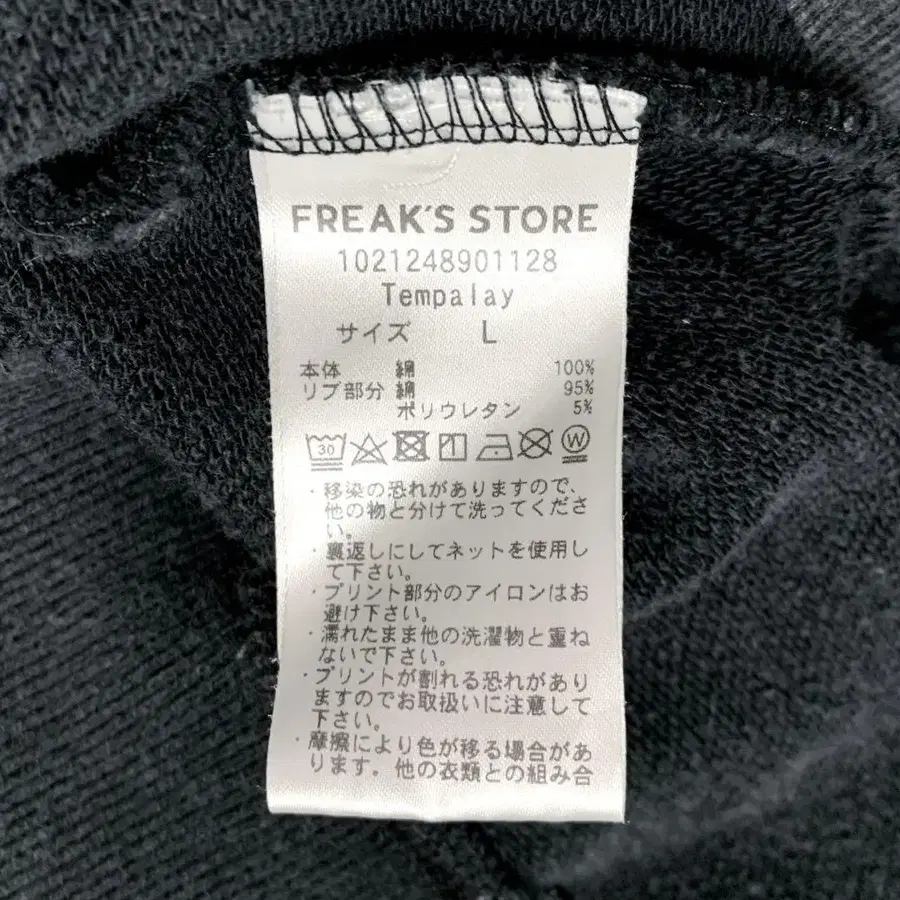 FREAK'S STORE
1021248901128
Tempalay
サイズ L
本体 綿 100%
リブ部分 綿 95%
ポリウレタン 5%
30 W
・移染の恐れがありますので、
他の物と分けて洗ってくださ
い。
・裏返しにしてネットを使用し
て下さい。
・プリント部分のアイロンはお
避け下さい。
・濡れたまま他の洗濯物と重ね
ないで下さい。
・プリントが割れる恐れがあり
ますのでお取扱いに注意して
下さい。
・摩擦により色が移る場合があ
ります。他の衣類との組み合